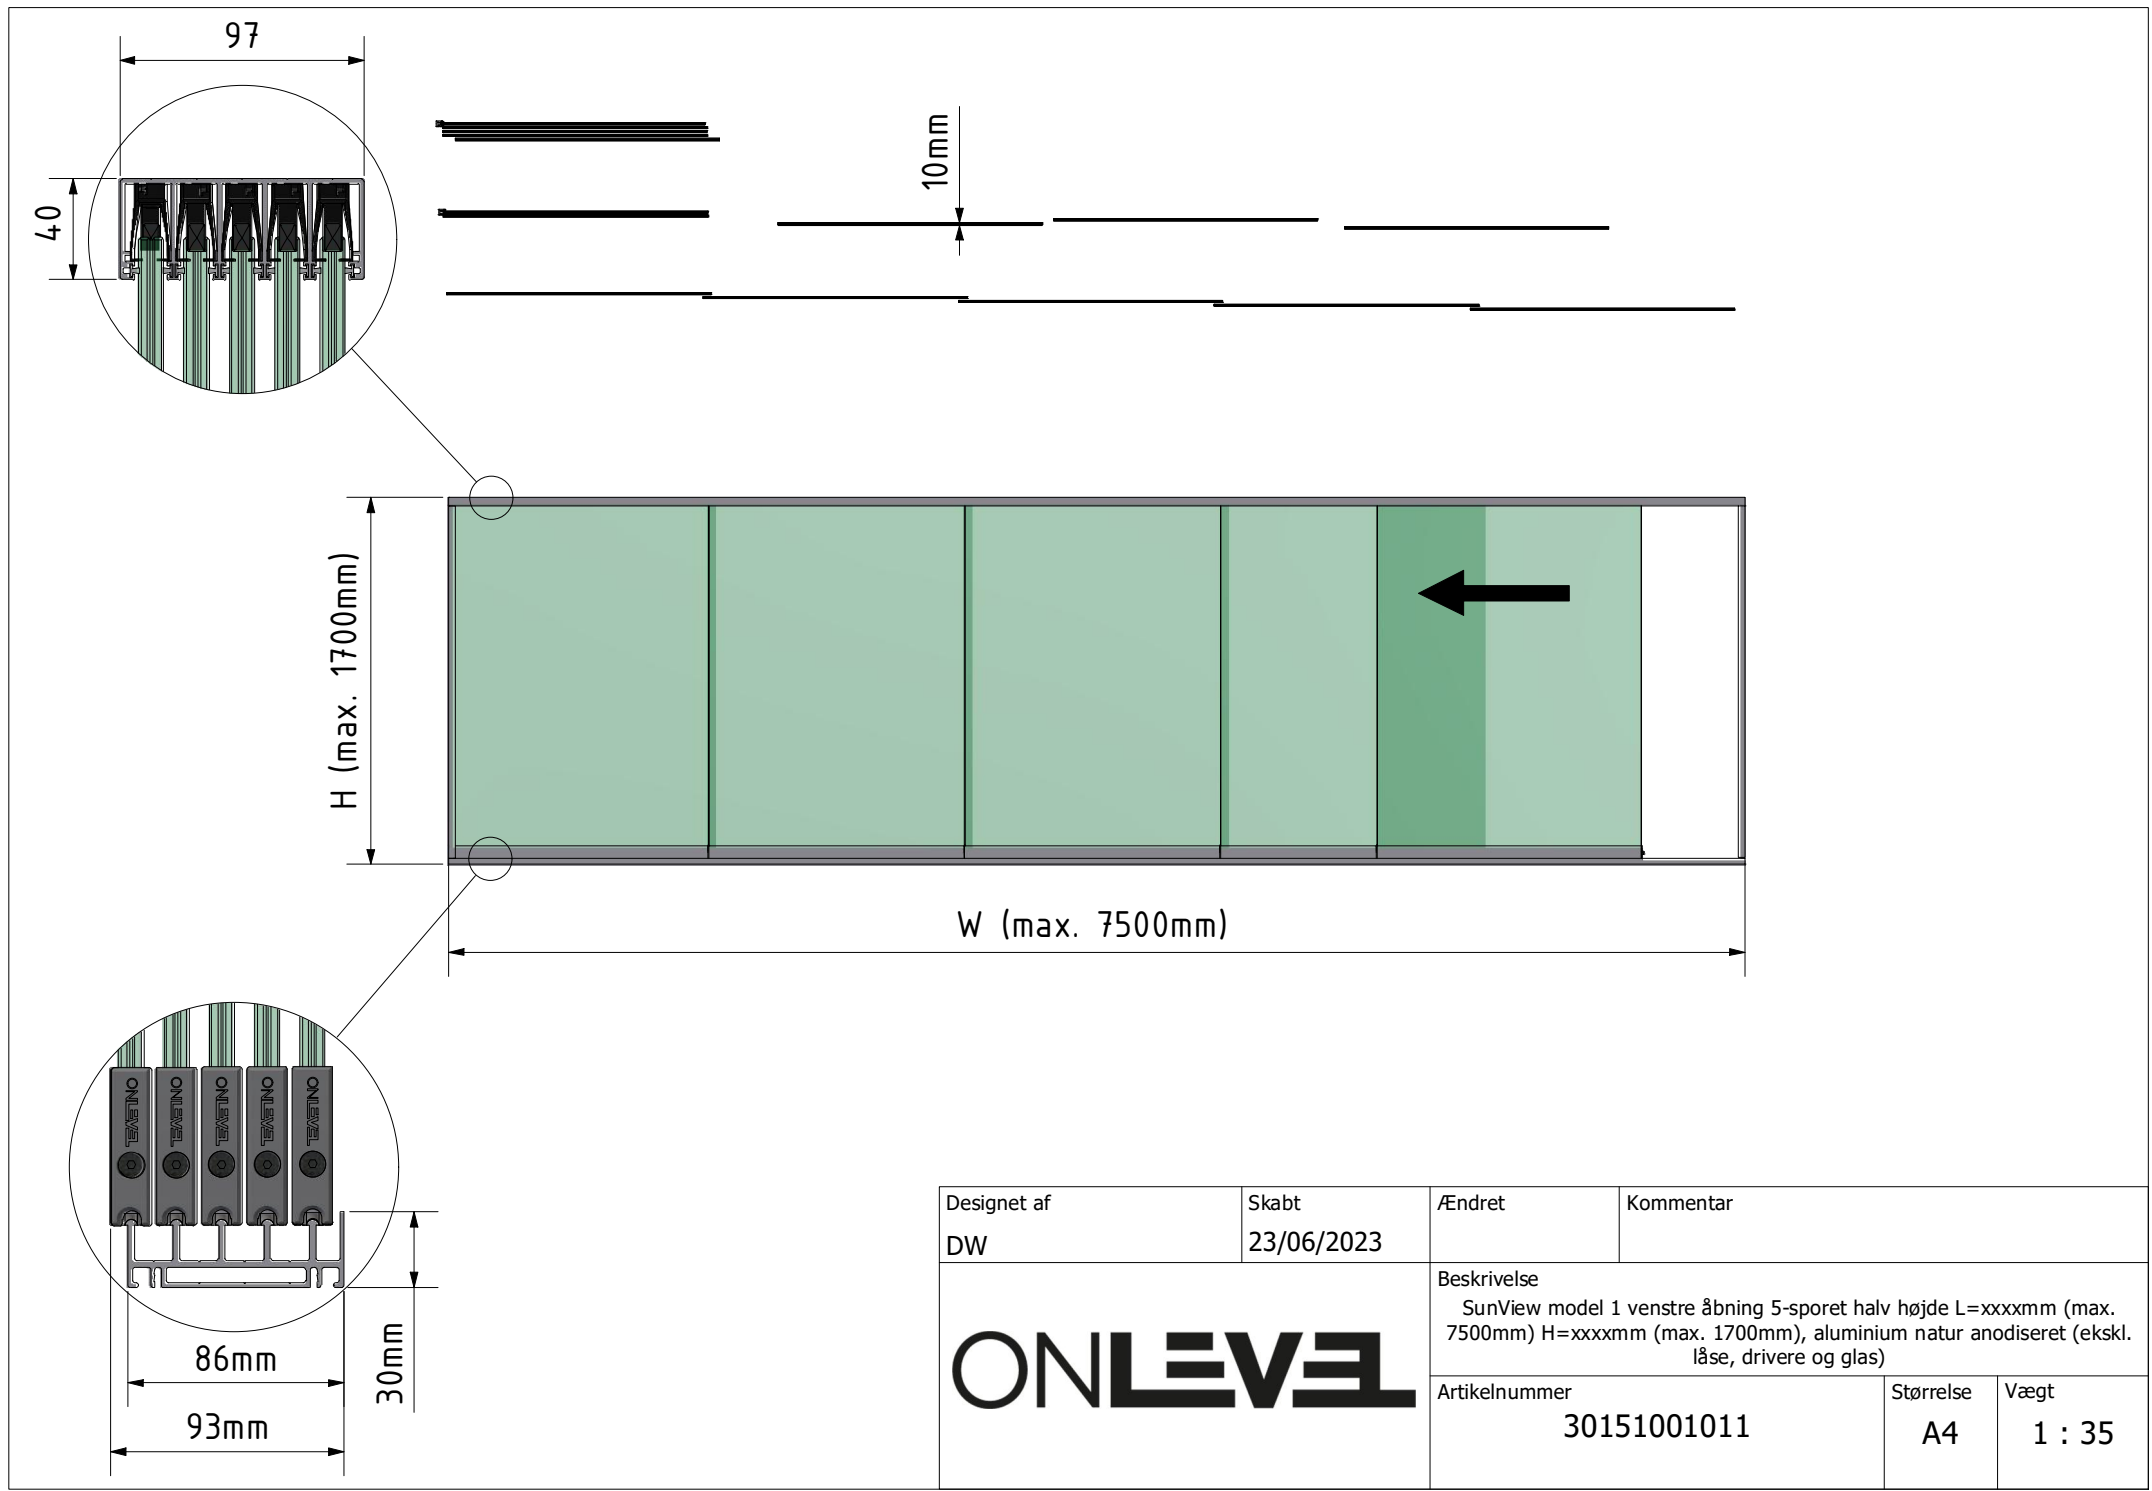 97
40
10mm
H (max. 1700mm)
W (max. 7500mm)
ONLEVEL
ONLEVEL
ONLEVEL
ONLEVEL
ONLEVEL
86mm
93mm
30mm
Designet af
DW
Skabt
23/06/2023
Ændret
Kommentar
ONLEVEL
Beskrivelse
SunView model 1 venstre åbning 5-sporet halv højde L=xxxxmm (max.
7500mm) H=xxxxmm (max. 1700mm), aluminium natur anodiseret (ekskl.
låse, drivere og glas)
Artikelnummer
30151001011
Størrelse
A4
Vægt
1 : 35